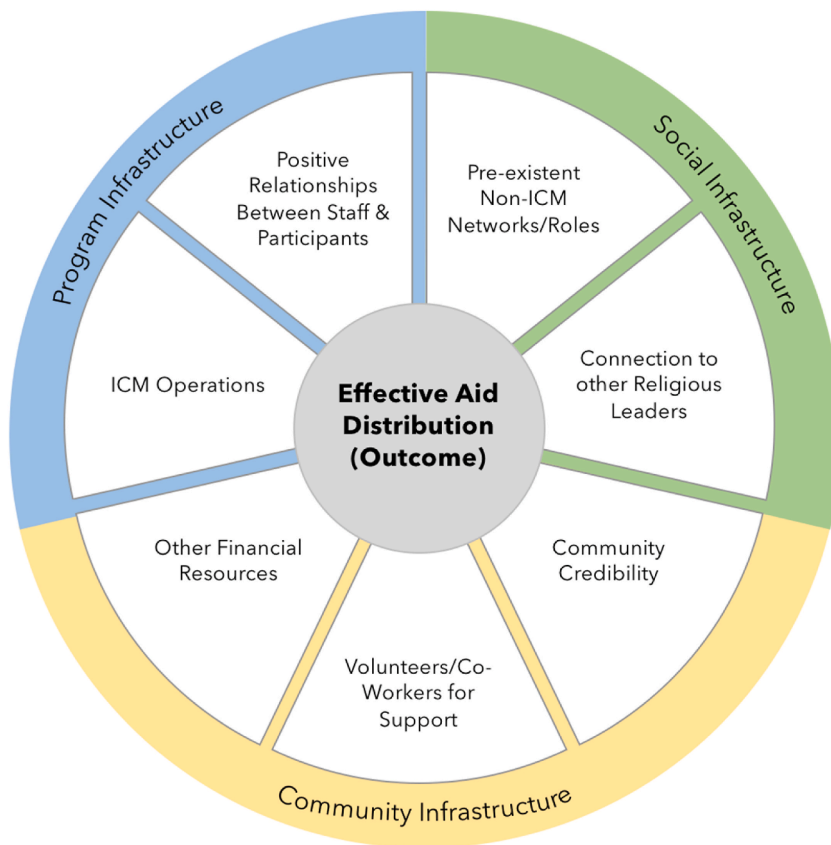 Program Infrastructure
Social Infrastructure
Positive
Relationships
Between Staff &
Participants
Pre-existent
Non-ICM
Networks/Roles
ICM Operations
Effective Aid
Distribution
(Outcome)
Connection to
other Religious
Leaders
Other Financial
Resources
Community
Credibility
Volunteers/Co-
Workers for
Support
Community Infrastructure